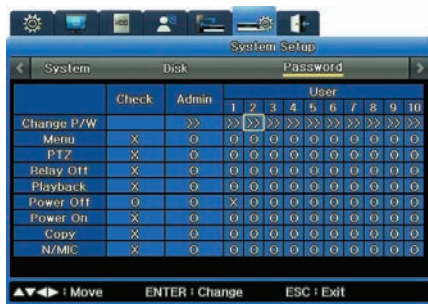 HDD
System Setup
< System Disk Password >
Check Admin User
1 2 3 4 5 6 7 8 9 10
Change P/W >> >> >> >> >> >> >> >> >> >> >>
Menu X O O O O O O O O O O O
PTZ X O O O O O O O O O O O
Relay Off X O O O O O O O O O O O
Playback X O O O O O O O O O O O
Power Off O O X O O O O O O O O O
Power On X O O O O O O O O O O O
Copy X O O O O O O O O O O O
N/MIC X O O O O O O O O O O O
▲▼◄► : Move ENTER : Change ESC : Exit